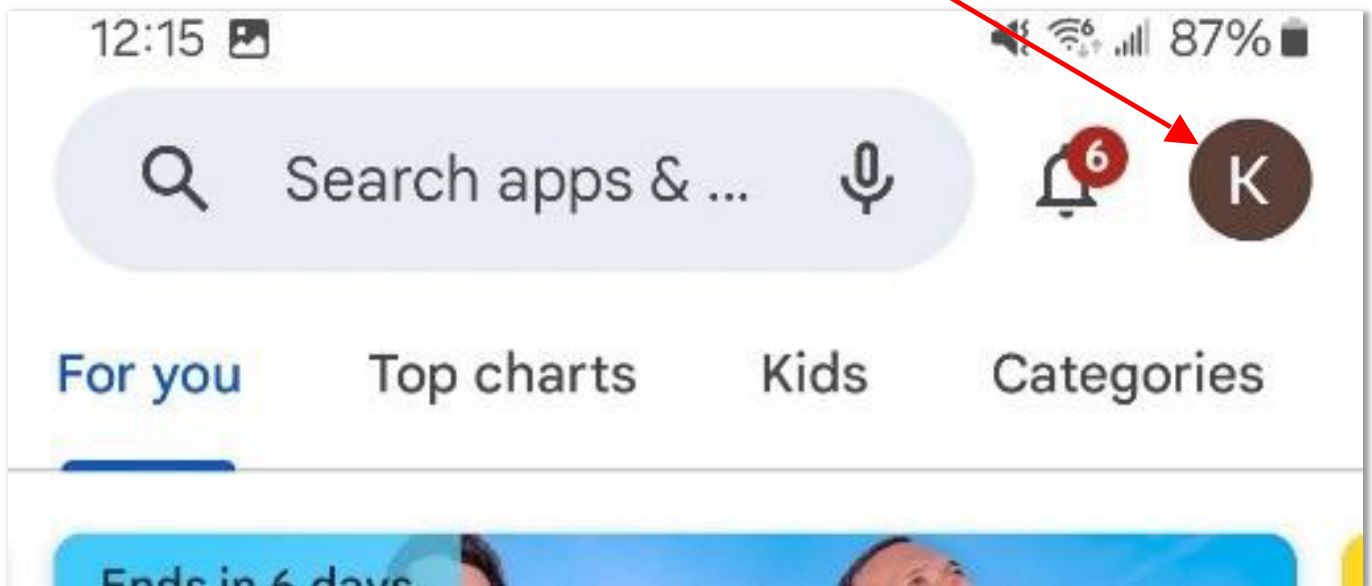 12:15 87%
Search apps & ... 6 K
For you Top charts Kids Categories
Ends in 6 days